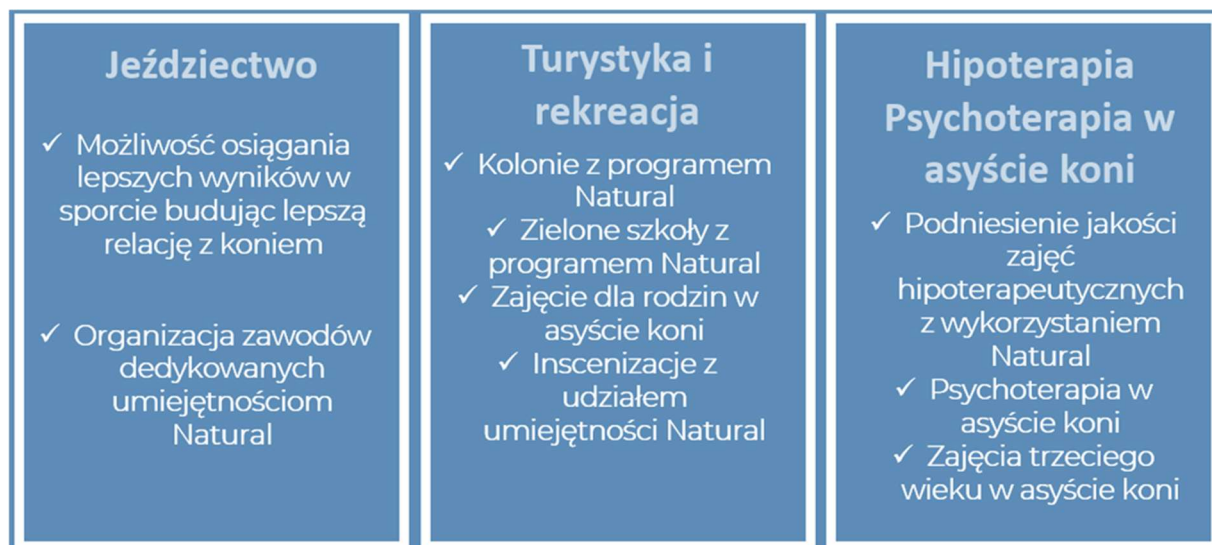 Jeździectwo
✓ Możliwość osiągania
lepszych wyników w
sporcie budując lepszą
relację z koniem
✓ Organizacja zawodów
dedykowanych
umiejętnościom
Natural
Turystyka i
rekreacja
✓ Kolonie z programem
Natural
✓ Zielone szkoły z
programem Natural
✓ Zajęcie dla rodzin w
asyście koni
✓ Inscenizacje z
udziałem
umiejętności Natural
Hipoterapia
Psychoterapia w
asyście koni
✓ Podniesienie jakości
zajęć
hipoterapeutycznych
z wykorzystaniem
Natural
✓ Psychoterapia w
asyście koni
✓ Zajęcia trzeciego
wieku w asyście koni